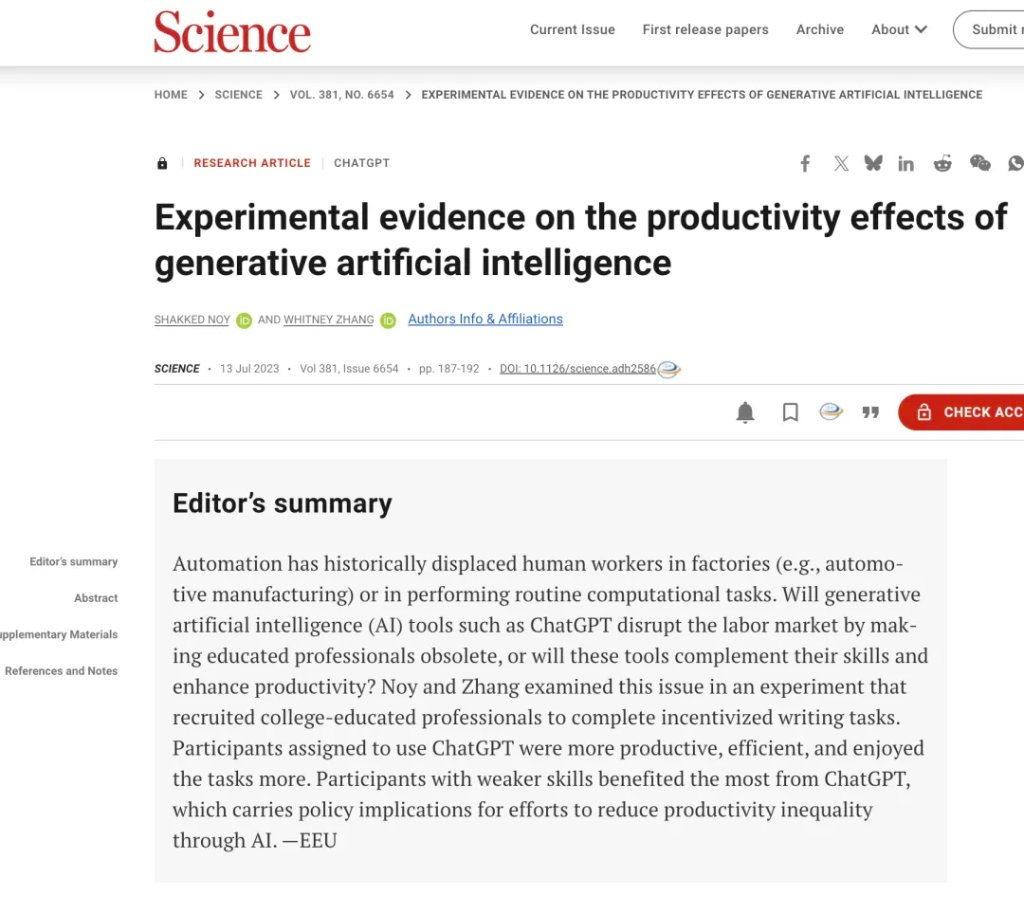 Science
Current Issue First release papers Archive About Submit
HOME > SCIENCE > VOL. 381, NO. 6654 > EXPERIMENTAL EVIDENCE ON THE PRODUCTIVITY EFFECTS OF GENERATIVE ARTIFICIAL INTELLIGENCE
RESEARCH ARTICLE | CHATGPT
Experimental evidence on the productivity effects of
generative artificial intelligence
SHAKKED NOY iD AND WHITNEY ZHANG iD Authors Info & Affiliations
SCIENCE • 13 Jul 2023 • Vol 381, Issue 6654 • pp. 187-192 • DOI: 10.1126/science.adh2586
CHECK ACC
Editor’s summary
Automation has historically displaced human workers in factories (e.g., automo-
tive manufacturing) or in performing routine computational tasks. Will generative
artificial intelligence (AI) tools such as ChatGPT disrupt the labor market by mak-
ing educated professionals obsolete, or will these tools complement their skills and
enhance productivity? Noy and Zhang examined this issue in an experiment that
recruited college-educated professionals to complete incentivized writing tasks.
Participants assigned to use ChatGPT were more productive, efficient, and enjoyed
the tasks more. Participants with weaker skills benefited the most from ChatGPT,
which carries policy implications for efforts to reduce productivity inequality
through AI. —EEU
Editor’s summary
Abstract
upplementary Materials
References and Notes